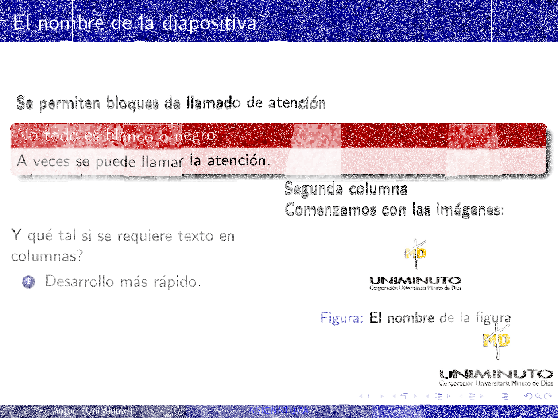 El nombre de la diapositiva
Se permiten bloques de llamado de atención
no todo es blanco o negro
A veces se puede llamar la atención.
Segunda columna
Comenzamos con las imágenes:
Y qué tal si se requiere texto en
columnas?
Desarrollo más rápido.
UNIMINUTO
Corporación Universitaria Minuto de Dios
Figura: El nombre de la figura
UNIMINUTO
Corporación Universitaria Minuto de Dios